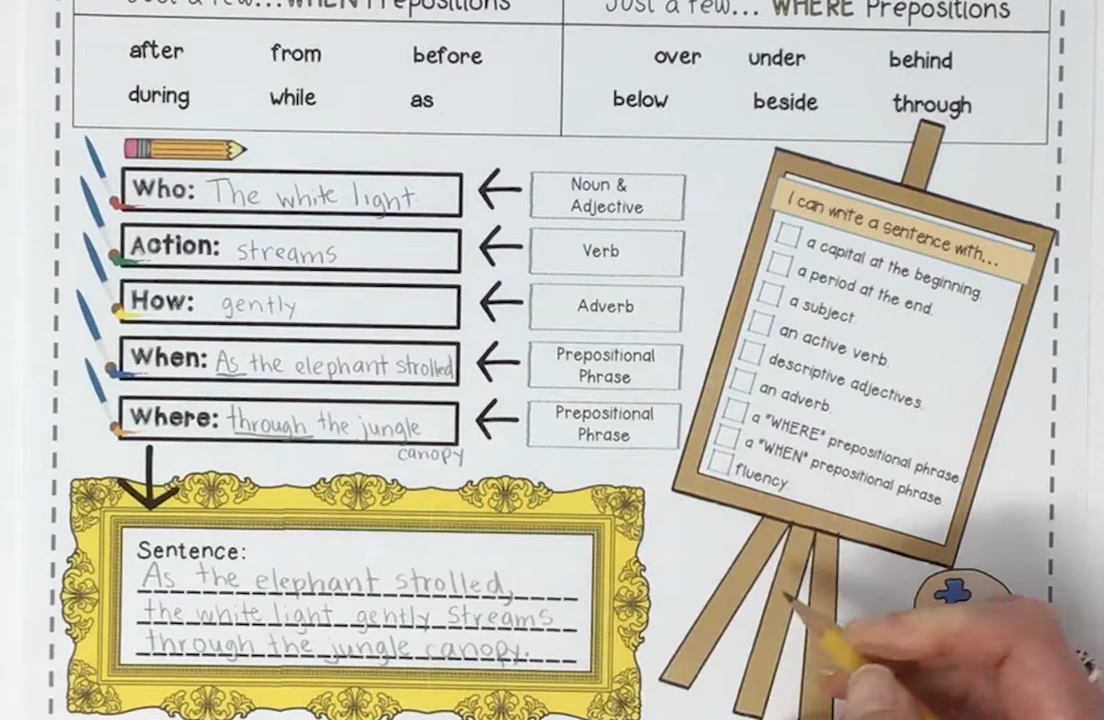 Just a few... WHEN Prepositions
Just a few... WHERE Prepositions
after from before
during while as
over under behind
below beside through
Who: The white light
Noun &
Adjective
Action: streams
Verb
How: gently
Adverb
When: As the elephant strolled
Prepositional
Phrase
Where: through the jungle
canopy
Prepositional
Phrase
Sentence:
As the elephant strolled,
the white light gently streams
through the jungle canopy.
I can write a sentence with...
a capital at the beginning.
a period at the end.
a subject.
an active verb.
descriptive adjectives.
an adverb.
a "WHERE" prepositional phrase.
a "WHEN" prepositional phrase.
fluency.